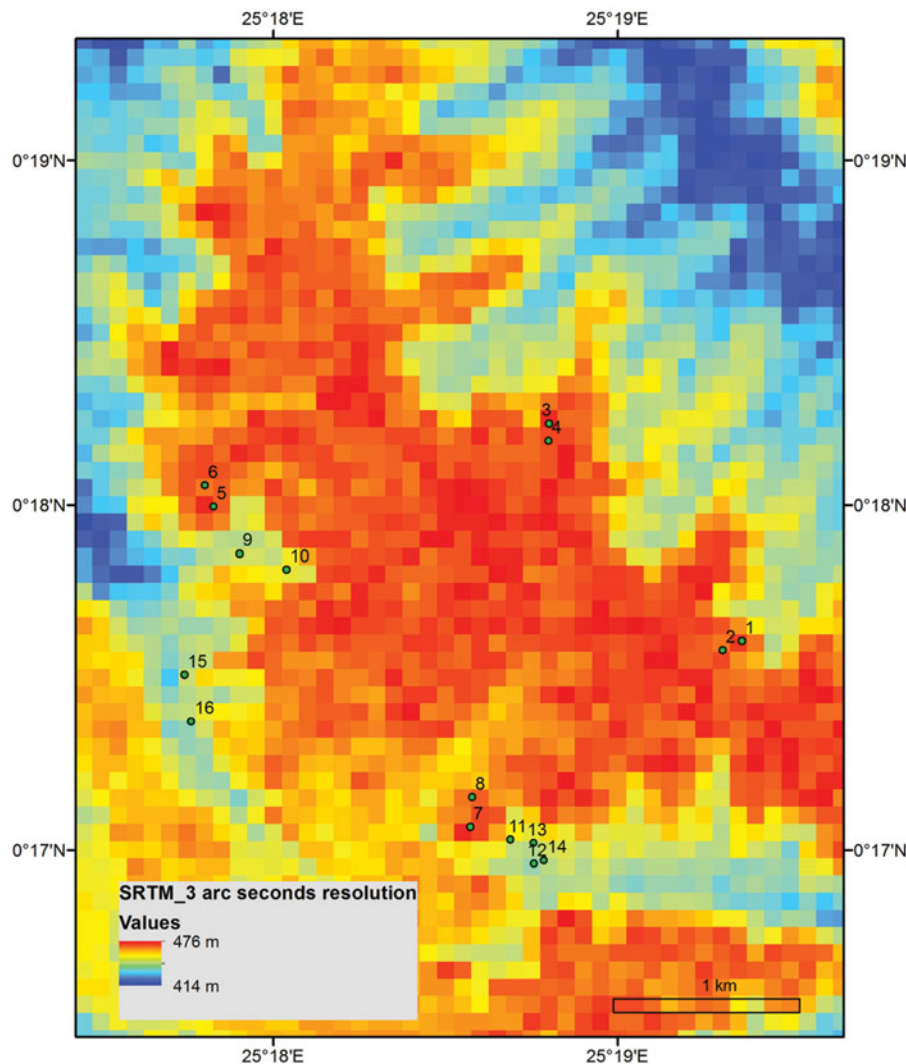 25°18'E 25°19'E
0°19'N 0°19'N
3
4
6
5
0°18'N 0°18'N
9
10
1
2
15
16
8
7
11 13
12 14
0°17'N 0°17'N
SRTM_3 arc seconds resolution
Values
476 m
414 m
1 km
25°18'E 25°19'E